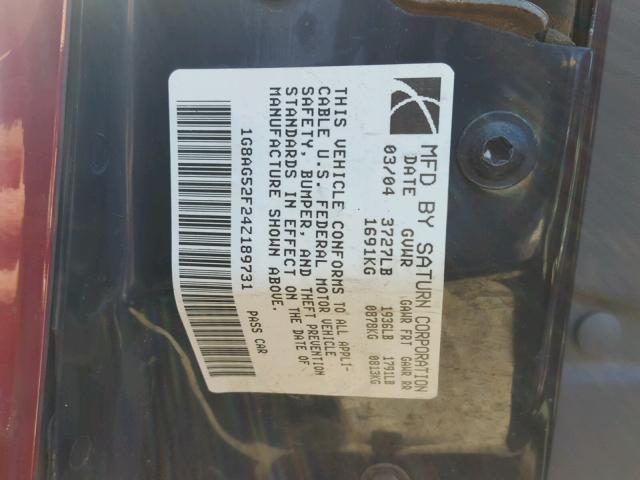 MFD BY SATURN CORPORATION
DATE GVWR GAWR FRT GAWR RR
03/04 3727LB 1936LB 1791LB
1691KG 0878KG 0813KG
THIS VEHICLE CONFORMS TO ALL APPLI-
CABLE U.S. FEDERAL MOTOR VEHICLE
SAFETY, BUMPER, AND THEFT PREVENTION
STANDARDS IN EFFECT ON THE DATE OF
MANUFACTURE SHOWN ABOVE.
1G8AG52F24Z189731 PASS CAR